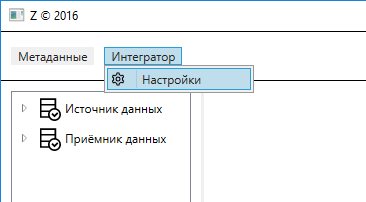 Z © 2016
Метаданные Интегратор
Настройки
Источник данных
Приёмник данных